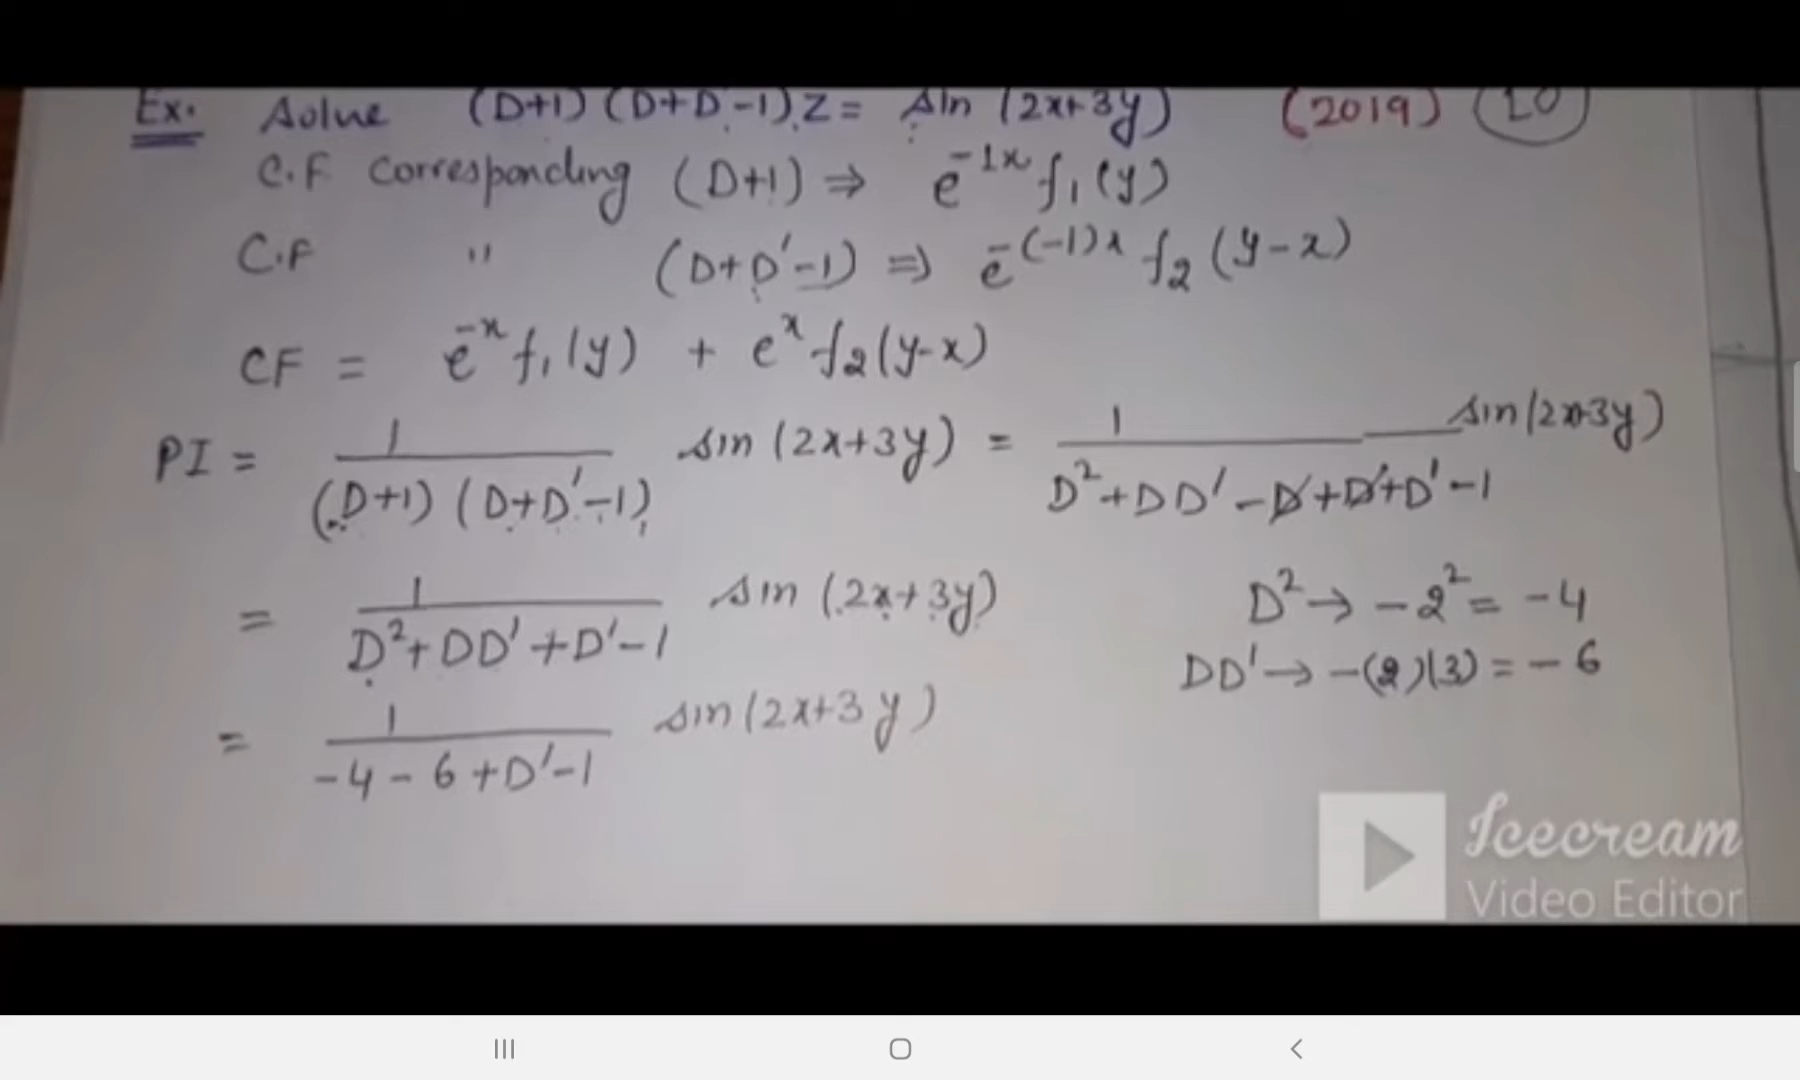 Ex. Solve (D+1) (D+D'-1) Z = sin (2x+3y) (2019) (10)
C.F Corresponding (D+1) ⇒ e^{-1x} f₁(y)
C.F " (D+D'-1) ⇒ e^{-(-1)x} f₂(y-x)
CF = e^{-x} f₁(y) + e^{x} f₂(y-x)
PI = 1/((D+1) (D+D'-1)) sin (2x+3y) = 1/(D²+DD'-D+D+D'-1) sin(2x+3y)
= 1/(D²+DD'+D'-1) sin (2x+3y)
D² → -2² = -4
DD' → -(2)(3) = -6
= 1/(-4-6+D'-1) sin(2x+3y)
Icecream
Video Editor